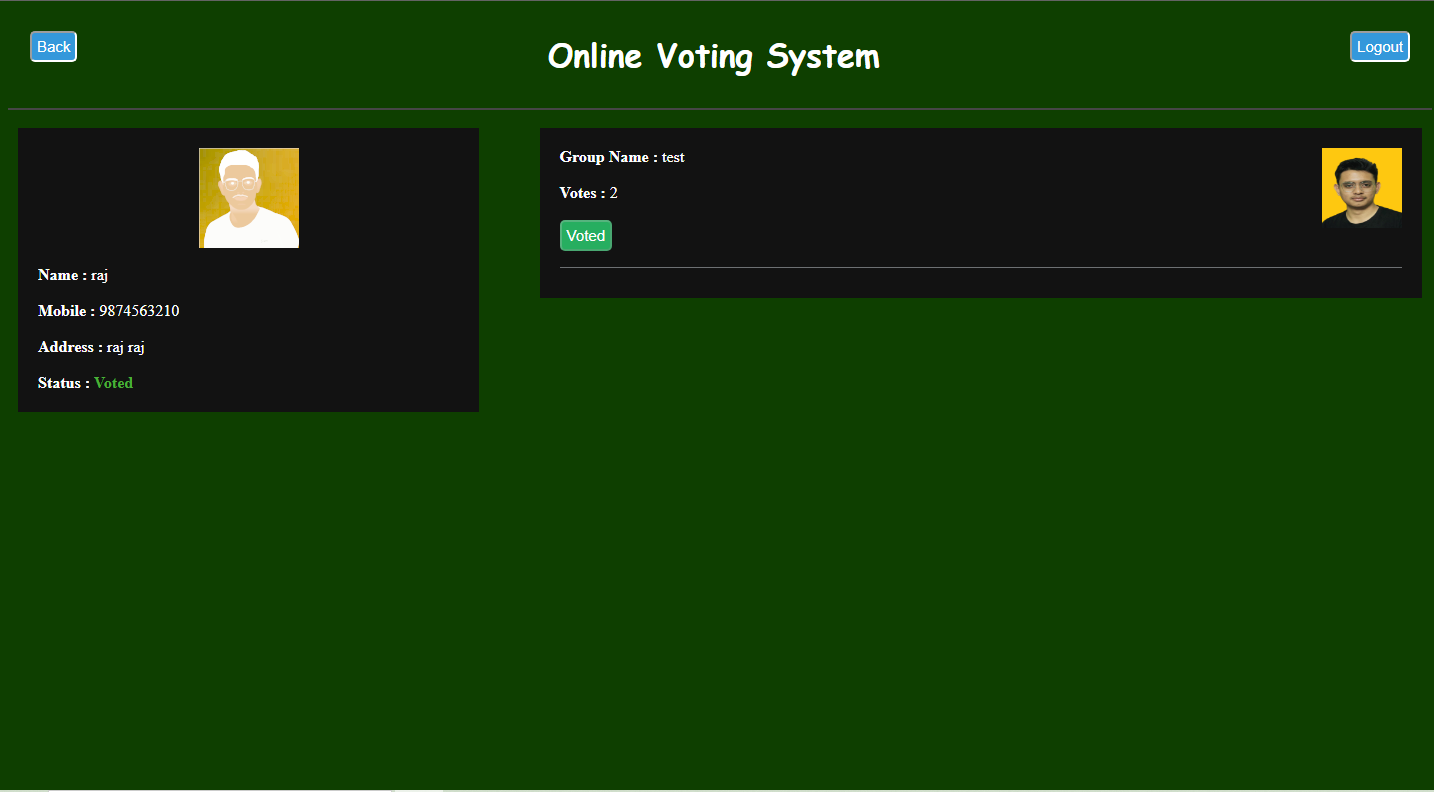 Back
Online Voting System
Logout
Name : raj
Mobile : 9874563210
Address : raj raj
Status : Voted
Group Name : test
Votes : 2
Voted